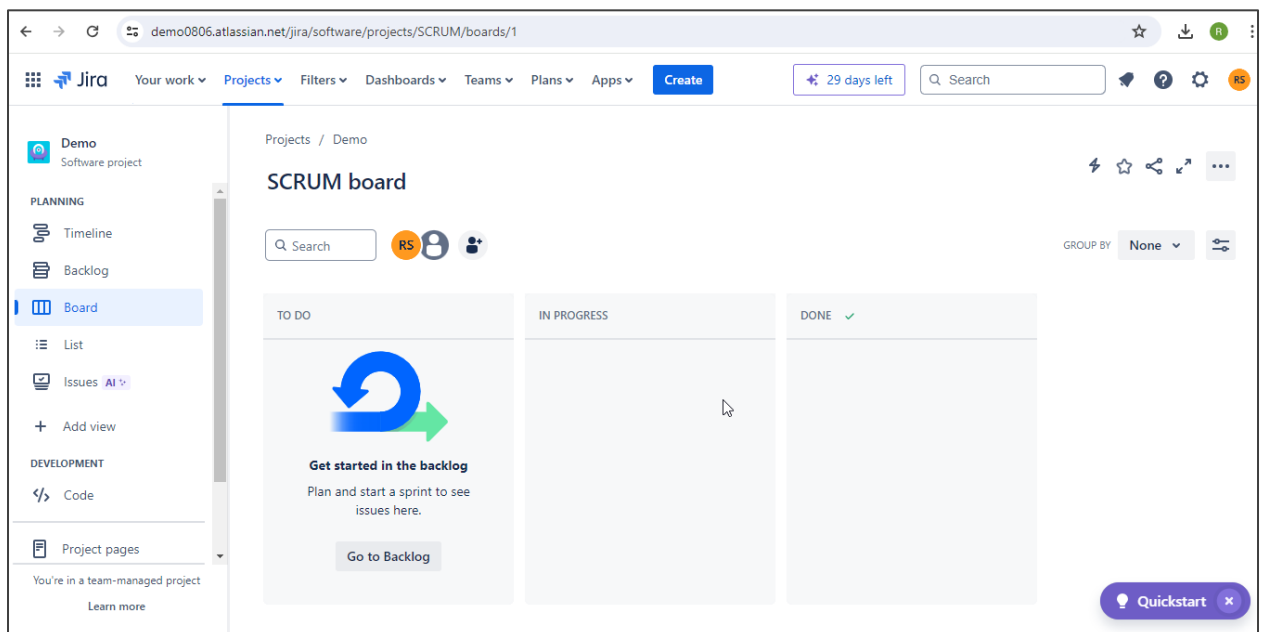 demo0806.atlassian.net/jira/software/projects/SCRUM/boards/1
R
Jira Your work Projects Filters Dashboards Teams Plans Apps Create 29 days left Search RS
Demo
Software project
Projects / Demo
SCRUM board
PLANNING
Timeline
Backlog
Board
List
Issues AI
Add view
DEVELOPMENT
Code
Project pages
You're in a team-managed project
Learn more
Search RS GROUP BY None
TO DO IN PROGRESS DONE
Get started in the backlog
Plan and start a sprint to see
issues here.
Go to Backlog
Quickstart